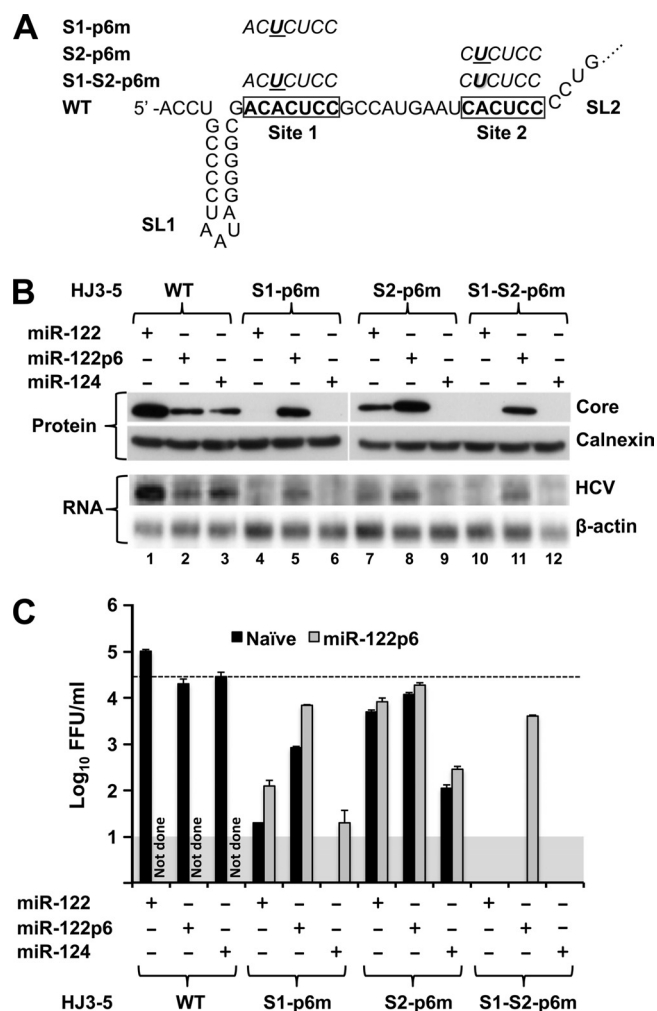 A
S1-p6m ACUCUCC
S2-p6m CUCUCC
S1-S2-p6m ACUCUCC CUCUCC
WT 5' -ACCU GACACUCCGCCAUGAAUCACUCC CCUG...... SL2
Site 1 Site 2
G C
C G
C G
C G
C G
C G
U A
A U
A
SL1
B
HJ3-5 WT S1-p6m S2-p6m S1-S2-p6m
miR-122 + – – + – – + – – + – –
miR-122p6 – + – – + – – + – – + –
miR-124 – – + – – + – – + – – +
Protein
Core
Calnexin
RNA
HCV
β-actin
1 2 3 4 5 6 7 8 9 10 11 12
C
Log10 FFU/ml
6
5
4
3
2
1
Naïve miR-122p6
Not done
Not done
Not done
miR-122 + – – + – – + – – + – –
miR-122p6 – + – – + – – + – – + –
miR-124 – – + – – + – – + – – +
HJ3-5 WT S1-p6m S2-p6m S1-S2-p6m